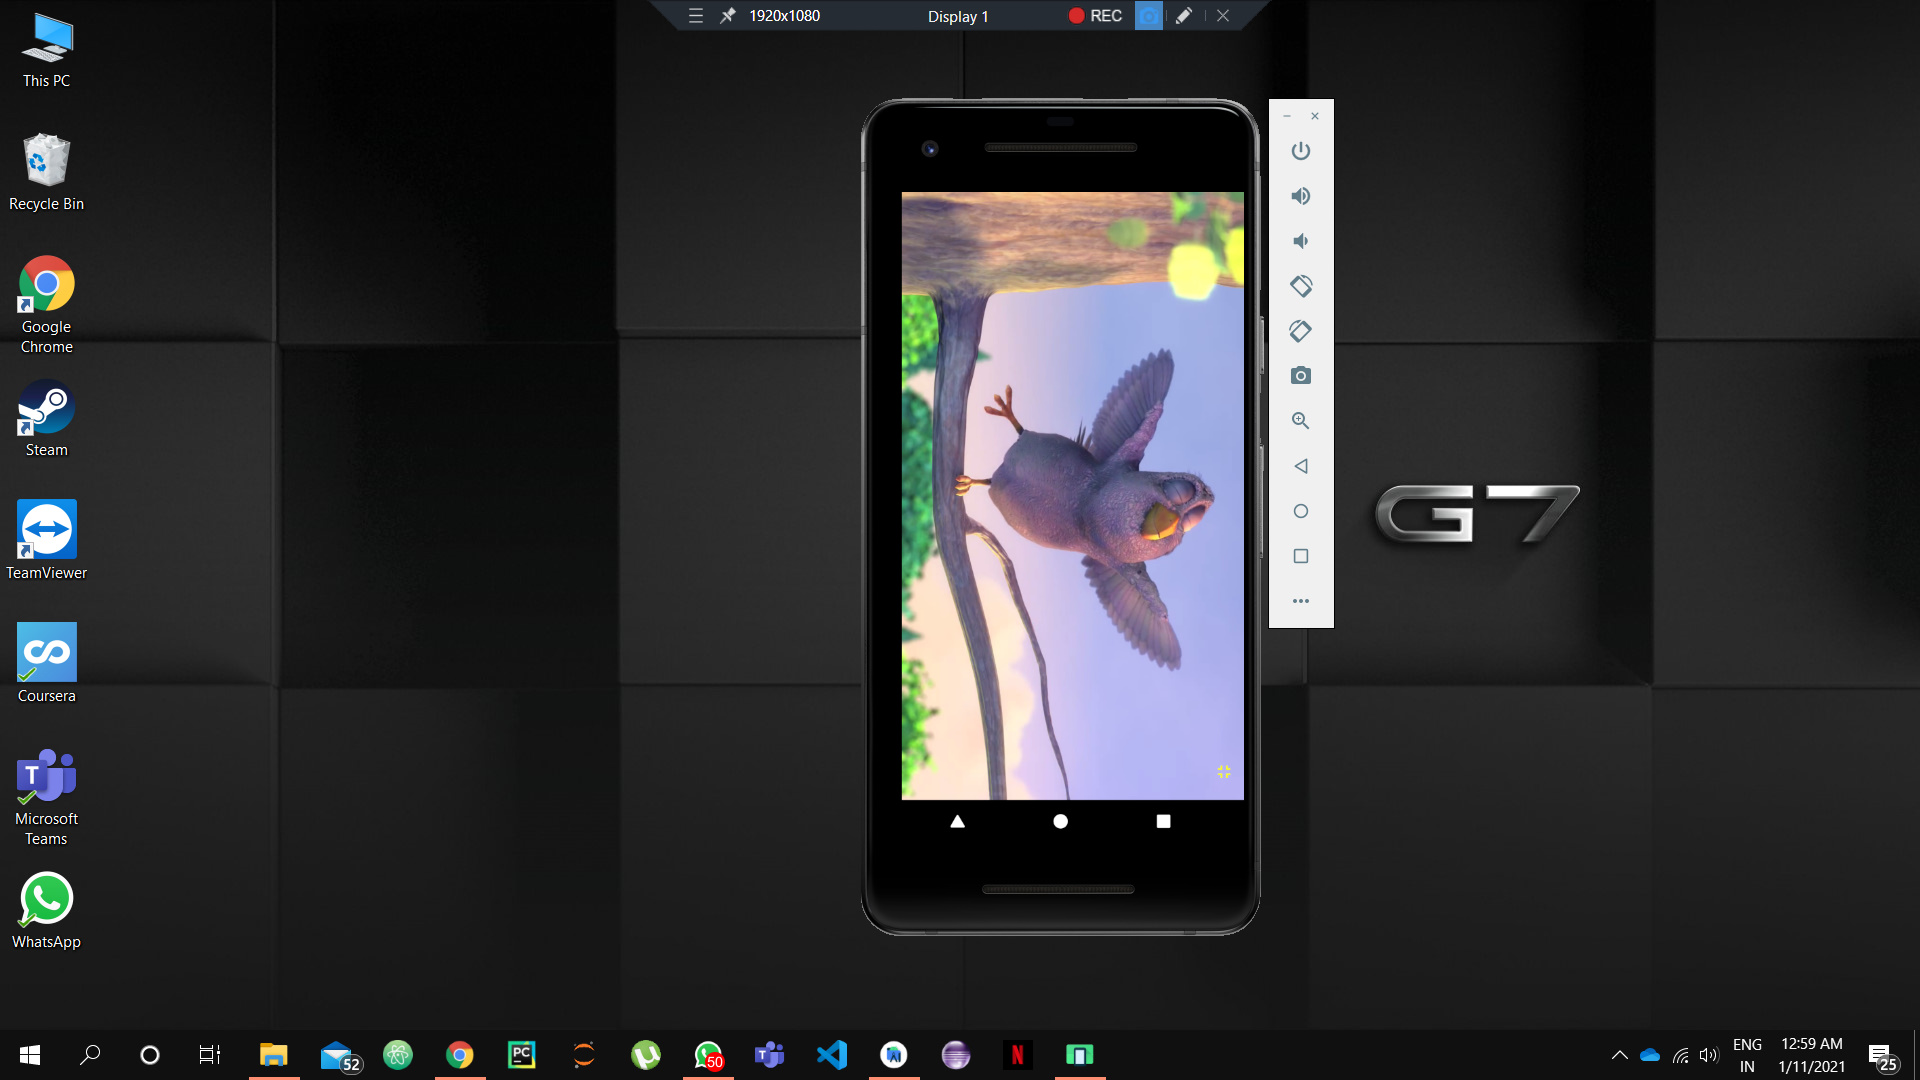 1920x1080
Display 1
REC
This PC
Recycle Bin
Google
Chrome
Steam
TeamViewer
Coursera
T
Microsoft
Teams
WhatsApp
G7
52
PC
50
T
N
ENG
IN
12:59 AM
1/11/2021
25